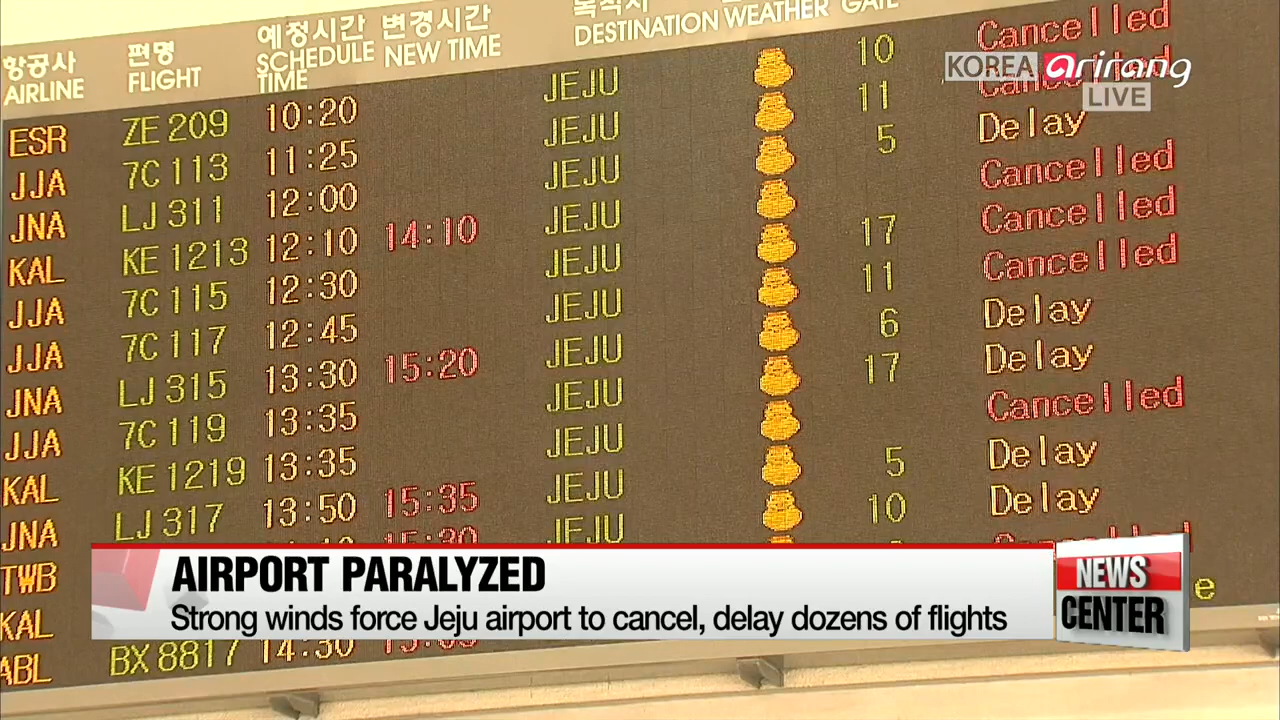 항공사 편명 예정시간 변경시간
AIRLINE FLIGHT SCHEDULE TIME NEW TIME DESTINATION WEATHER GATE
KOREA arirang
LIVE
ESR ZE 209 10:20 JEJU 10 Cancelled
JJA 7C 113 11:25 JEJU 11 Cancelled
JNA LJ 311 12:00 JEJU 5 Delay
KAL KE 1213 12:10 14:10 JEJU Cancelled
JJA 7C 115 12:30 JEJU 17 Cancelled
JJA 7C 117 12:45 JEJU 11 Cancelled
JNA LJ 315 13:30 15:20 JEJU 6 Delay
JJA 7C 119 13:35 JEJU 17 Delay
KAL KE 1219 13:35 JEJU Cancelled
JNA LJ 317 13:50 15:35 JEJU 5 Delay
TWB 15:30 JEJU 10 Delay
KAL Cancelled
ABL BX 8817 14:30
AIRPORT PARALYZED
Strong winds force Jeju airport to cancel, delay dozens of flights
NEWS
CENTER